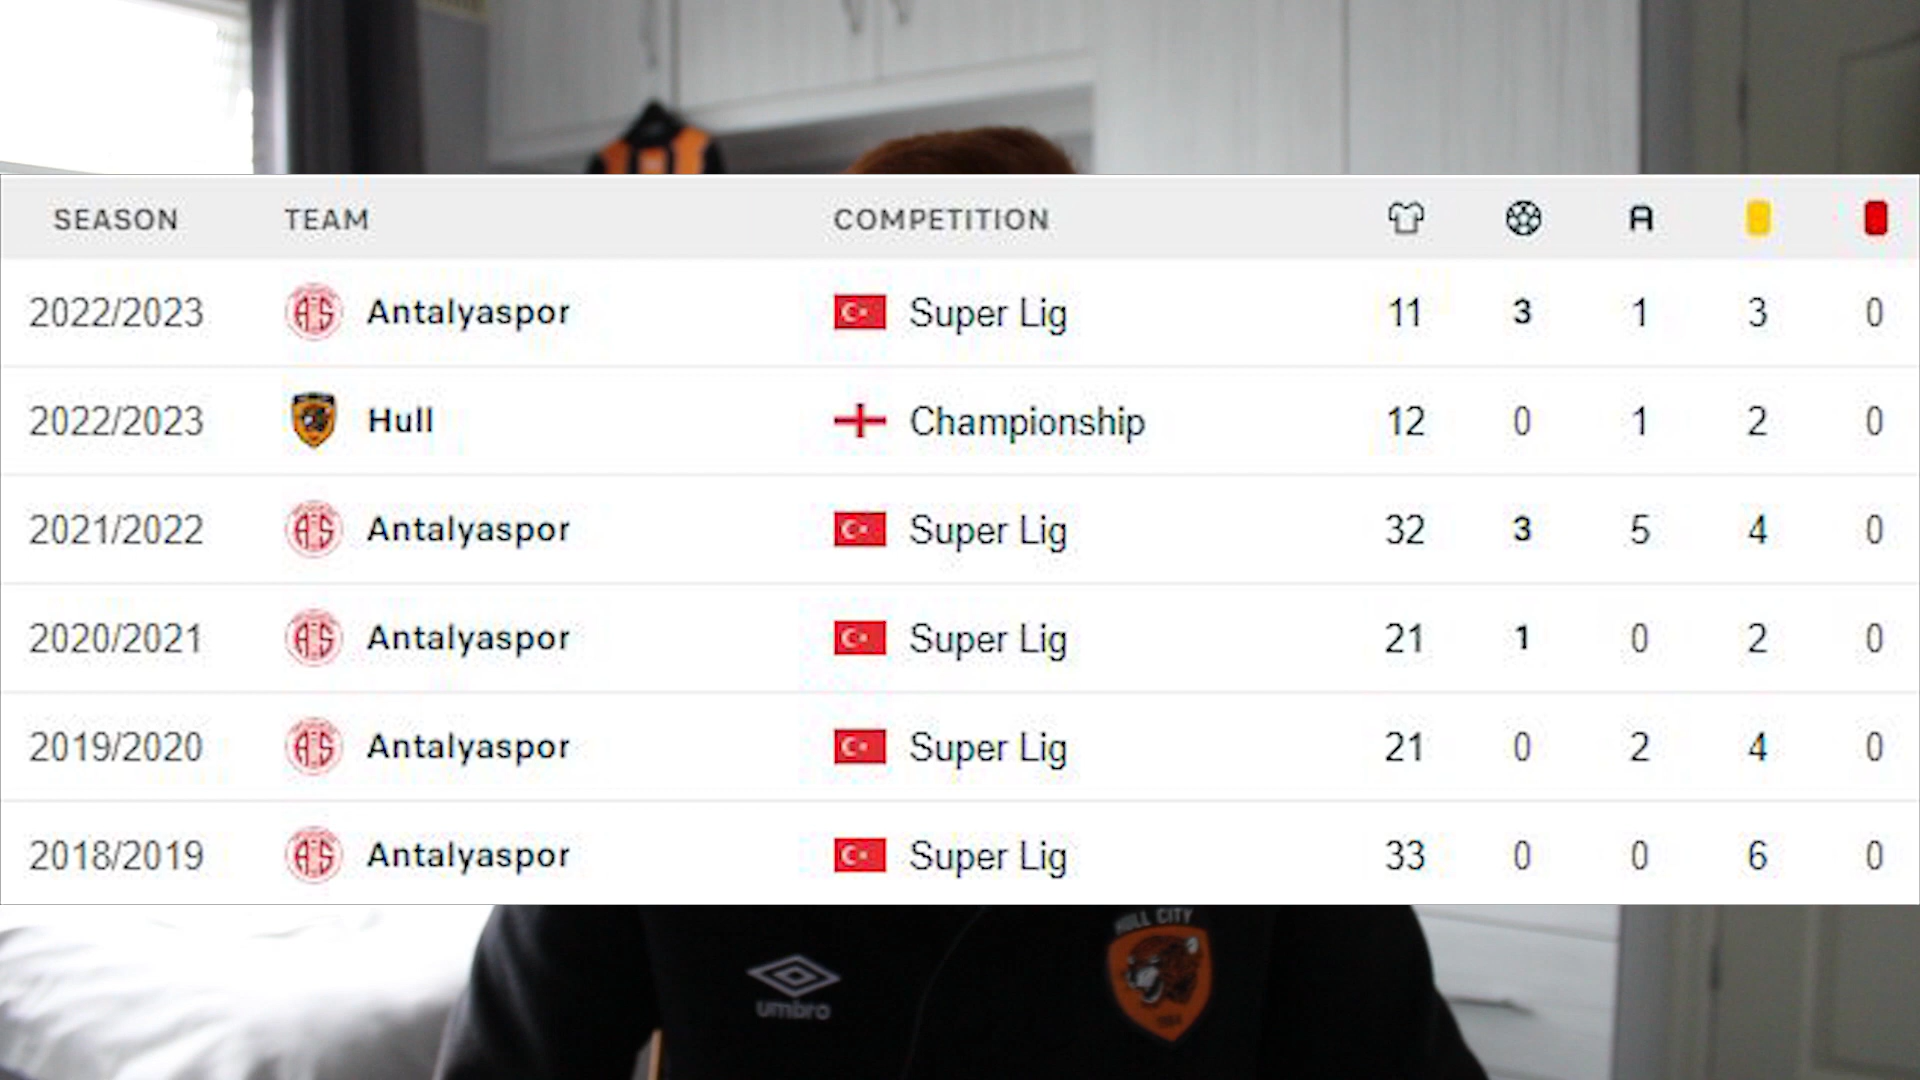 SEASON TEAM COMPETITION A
2022/2023 Antalyaspor Super Lig 11 3 1 3 0
2022/2023 Hull Championship 12 0 1 2 0
2021/2022 Antalyaspor Super Lig 32 3 5 4 0
2020/2021 Antalyaspor Super Lig 21 1 0 2 0
2019/2020 Antalyaspor Super Lig 21 0 2 4 0
2018/2019 Antalyaspor Super Lig 33 0 0 6 0
HULL CITY
umbro
1904